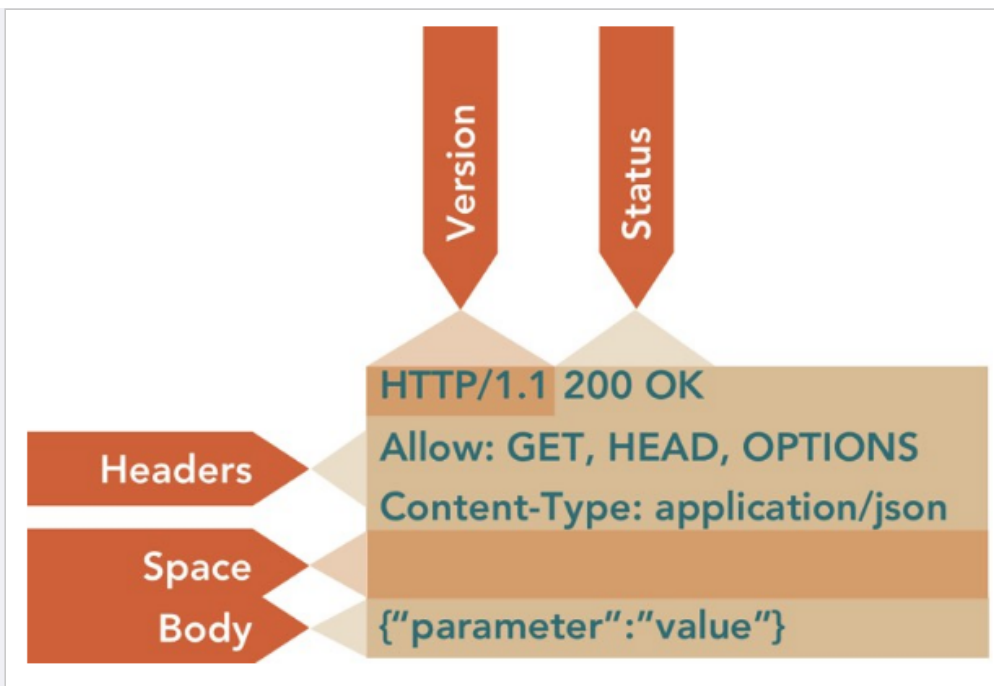 Version
Status
HTTP/1.1 200 OK
Headers
Allow: GET, HEAD, OPTIONS
Content-Type: application/json
Space
Body
{“parameter”:”value”}